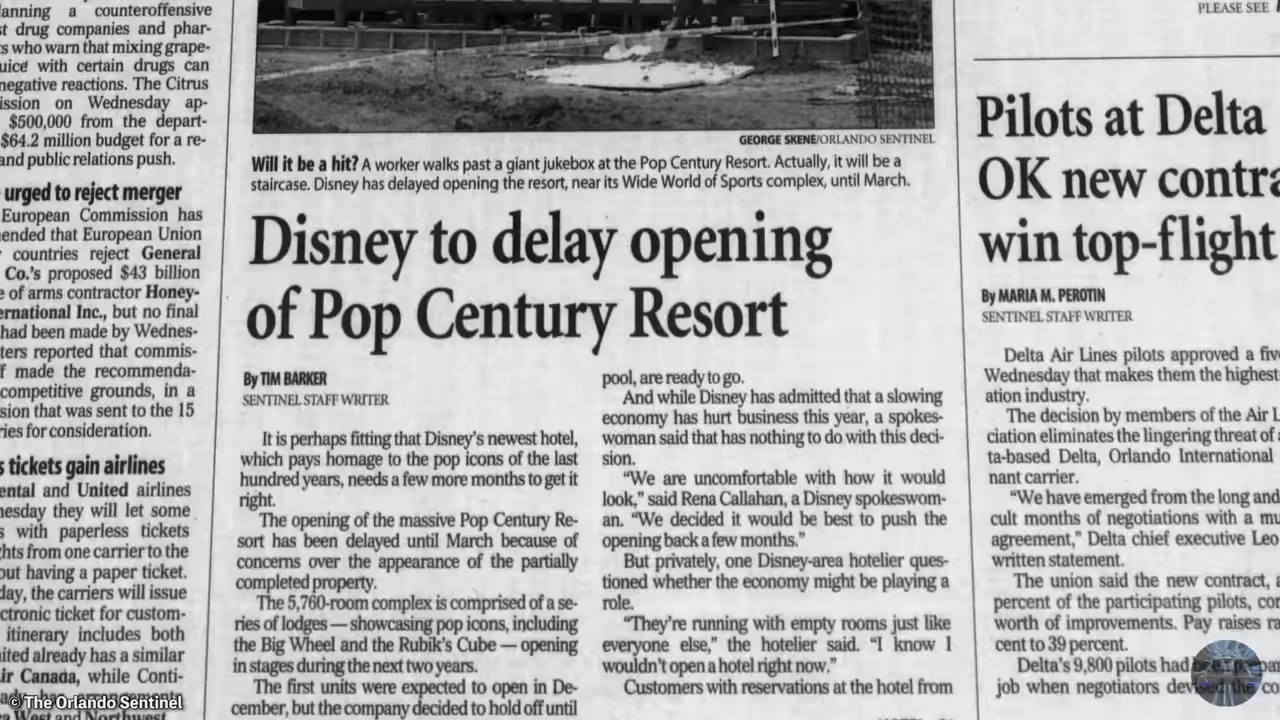 anning a counteroffensive
st drug companies and phar-
s who warn that mixing grape-
uice with certain drugs can
negative reactions. The Citrus
ission on Wednesday ap-
$500,000 from the depart-
$64.2 million budget for a re-
and public relations push.
urged to reject merger
European Commission has
ended that European Union
countries reject General
Co.'s proposed $43 billion
e of arms contractor Honey-
ernational Inc., but no final
had been made by Wednes-
ters reported that commis-
ff made the recommenda-
competitive grounds, in a
sion that was sent to the 15
ries for consideration.
s tickets gain airlines
ental and United airlines
nesday they will let some
s with paperless tickets
ghts from one carrier to the
out having a paper ticket.
day, the carriers will issue
ctronic ticket for custom-
itinerary includes both
ited already has a similar
ir Canada, while Conti-
West and Northwest
© The Orlando Sentinel
GEORGE SKENE/ORLANDO SENTINEL
Will it be a hit? A worker walks past a giant jukebox at the Pop Century Resort. Actually, it will be a
staircase. Disney has delayed opening the resort, near its Wide World of Sports complex, until March.
Disney to delay opening
of Pop Century Resort
By TIM BARKER
SENTINEL STAFF WRITER
It is perhaps fitting that Disney's newest hotel,
which pays homage to the pop icons of the last
hundred years, needs a few more months to get it
right.
The opening of the massive Pop Century Re-
sort has been delayed until March because of
concerns over the appearance of the partially
completed property.
The 5,760-room complex is comprised of a se-
ries of lodges — showcasing pop icons, including
the Big Wheel and the Rubik's Cube — opening
in stages during the next two years.
The first units were expected to open in De-
cember, but the company decided to hold off until
pool, are ready to go.
And while Disney has admitted that a slowing
economy has hurt business this year, a spokes-
woman said that has nothing to do with this deci-
sion.
"We are uncomfortable with how it would
look," said Rena Callahan, a Disney spokeswom-
an. "We decided it would be best to push the
opening back a few months."
But privately, one Disney-area hotelier ques-
tioned whether the economy might be playing a
role.
"They're running with empty rooms just like
everyone else," the hotelier said. "I know I
wouldn't open a hotel right now."
Customers with reservations at the hotel from
PLEASE SEE
Pilots at Delta
OK new contra
win top-flight
By MARIA M. PEROTIN
SENTINEL STAFF WRITER
Delta Air Lines pilots approved a five
Wednesday that makes them the highest-
ation industry.
The decision by members of the Air L
ciation eliminates the lingering threat of a
ta-based Delta, Orlando International
nant carrier.
"We have emerged from the long and
cult months of negotiations with a mu
agreement," Delta chief executive Leo
written statement.
The union said the new contract, a
percent of the participating pilots, con
worth of improvements. Pay raises ra
cent to 39 percent.
Delta's 9,800 pilots had
job when negotiators devised the co